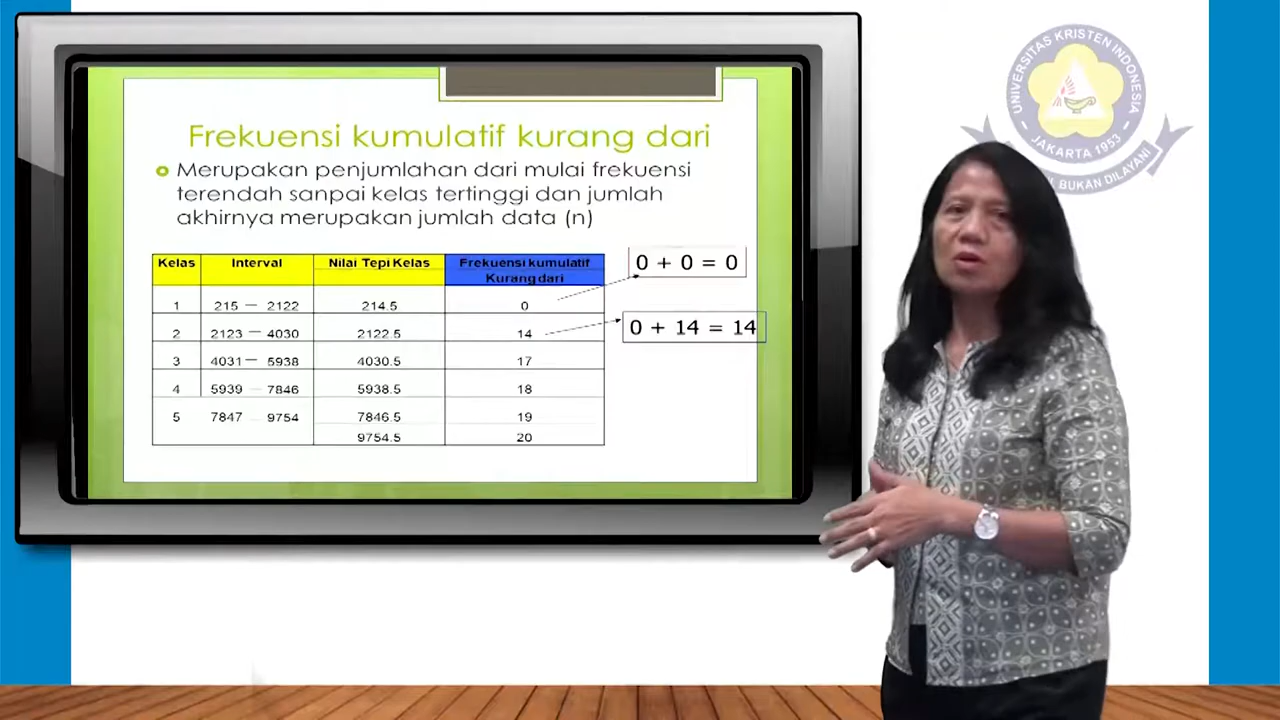 Frekuensi kumulatif kurang dari
Merupakan penjumlahan dari mulai frekuensi
terendah sanpai kelas tertinggi dan jumlah
akhirnya merupakan jumlah data (n)
Kelas Interval Nilai Tepi Kelas Frekuensi kumulatif
Kurang dari
1 215 — 2122 214.5 0
2 2123 — 4030 2122.5 14
3 4031 — 5938 4030.5 17
4 5939 — 7846 5938.5 18
5 7847 9754 7846.5 19
9754.5 20
0 + 0 = 0
0 + 14 = 14
UNIVERSITAS KRISTEN INDONESIA
JAKARTA 1953
BUKAN DILAYANI